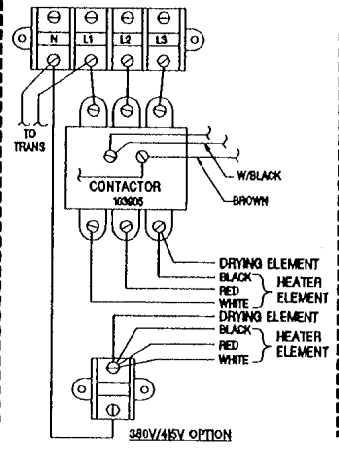 N L1 L2 L3
TO
TRANS
W/BLACK
BROWN
CONTACTOR
103905
DRYING ELEMENT
BLACK
RED
WHITE
HEATER
ELEMENT
DRYING ELEMENT
BLACK
RED
WHITE
HEATER
ELEMENT
380V/415V OPTION